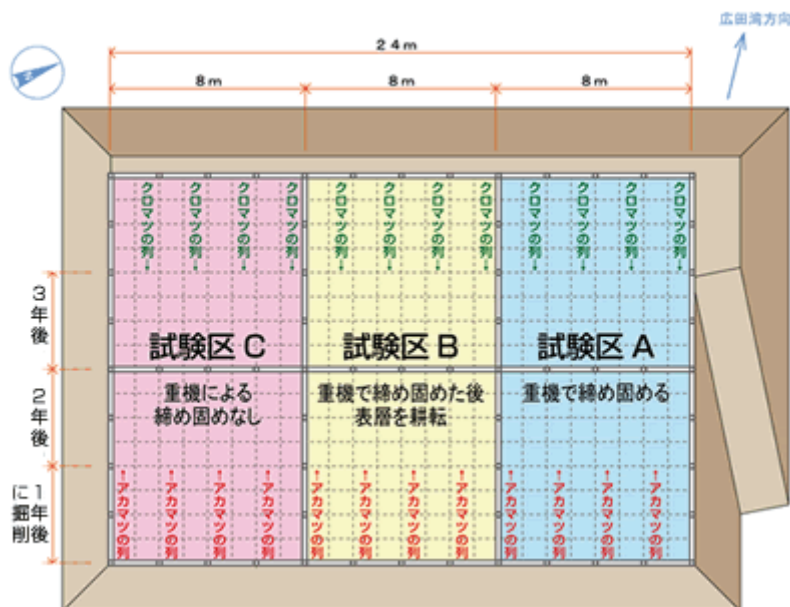 広田湾方向
24m
8m
8m
8m
クロマツの列→
クロマツの列→
クロマツの列→
クロマツの列→
クロマツの列→
クロマツの列→
クロマツの列→
クロマツの列→
クロマツの列→
クロマツの列→
クロマツの列→
クロマツの列→
3年後
試験区 C
試験区 B
試験区 A
2年後
重機による
締め固めなし
重機で締め固めた後
表層を耕転
重機で締め固める
1年後
に掘削
←アカマツの列
←アカマツの列
←アカマツの列
←アカマツの列
←アカマツの列
←アカマツの列
←アカマツの列
←アカマツの列
←アカマツの列
←アカマツの列
←アカマツの列
←アカマツの列